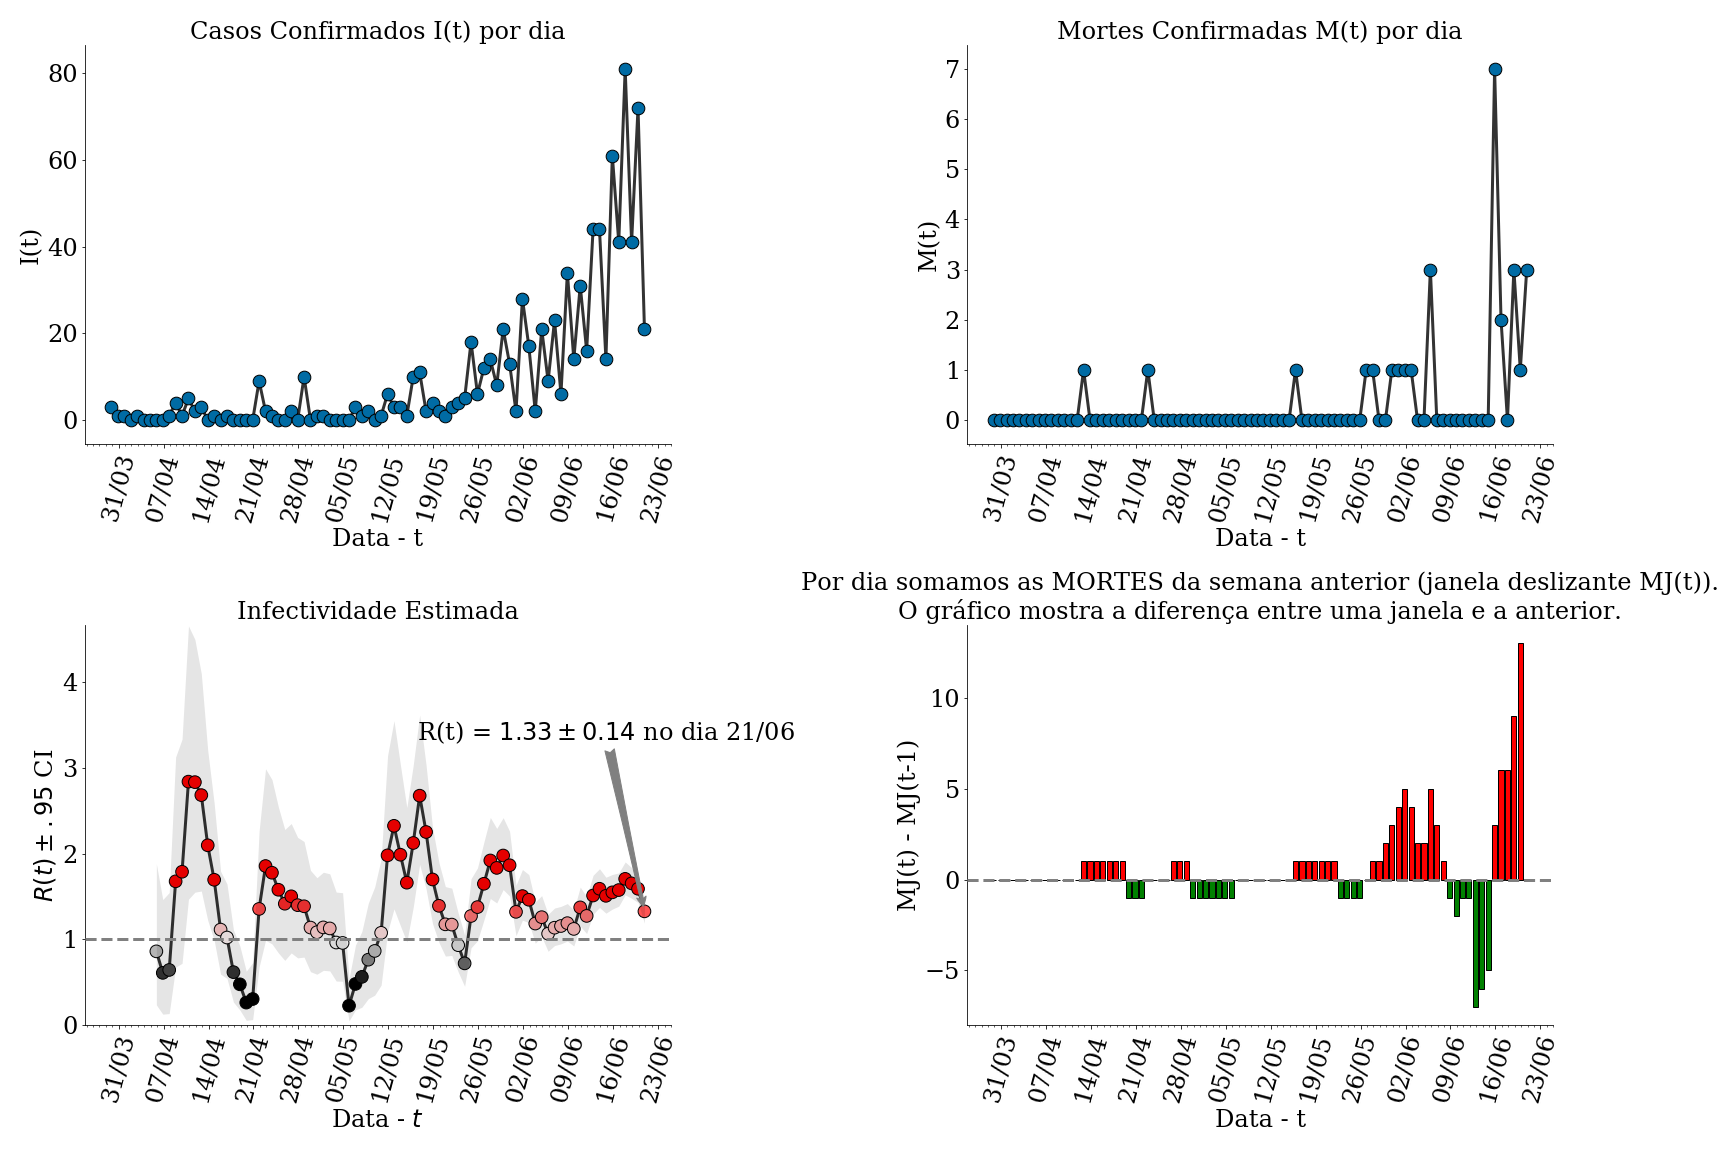 Casos Confirmados I(t) por dia
80
60
40
20
0
I(t)
31/03 07/04 14/04 21/04 28/04 05/05 12/05 19/05 26/05 02/06 09/06 16/06 23/06
Data - t
Mortes Confirmadas M(t) por dia
7
6
5
4
3
2
1
0
M(t)
31/03 07/04 14/04 21/04 28/04 05/05 12/05 19/05 26/05 02/06 09/06 16/06 23/06
Data - t
Infectividade Estimada
4
3
2
1
0
R(t) ± .95 CI
R(t) = 1.33 ± 0.14 no dia 21/06
31/03 07/04 14/04 21/04 28/04 05/05 12/05 19/05 26/05 02/06 09/06 16/06 23/06
Data - t
Por dia somamos as MORTES da semana anterior (janela deslizante MJ(t)).
O gráfico mostra a diferença entre uma janela e a anterior.
10
5
0
−5
MJ(t) - MJ(t-1)
31/03 07/04 14/04 21/04 28/04 05/05 12/05 19/05 26/05 02/06 09/06 16/06 23/06
Data - t